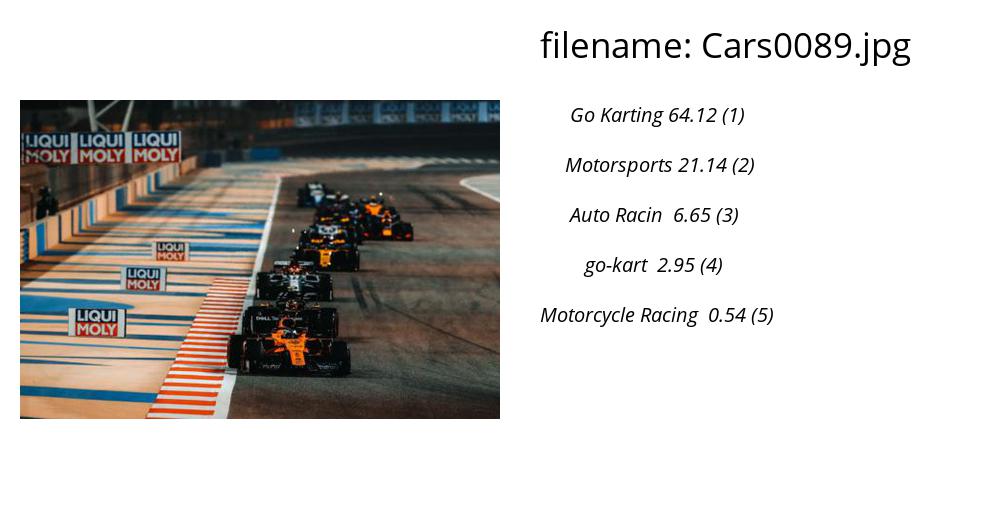 filename: Cars0089.jpg
Go Karting 64.12 (1)
Motorsports 21.14 (2)
Auto Racin  6.65 (3)
go-kart  2.95 (4)
Motorcycle Racing  0.54 (5)
LIQUI MOLY LIQUI MOLY LIQUI MOLY
LIQUI MOLY
LIQUI MOLY
LIQUI MOLY